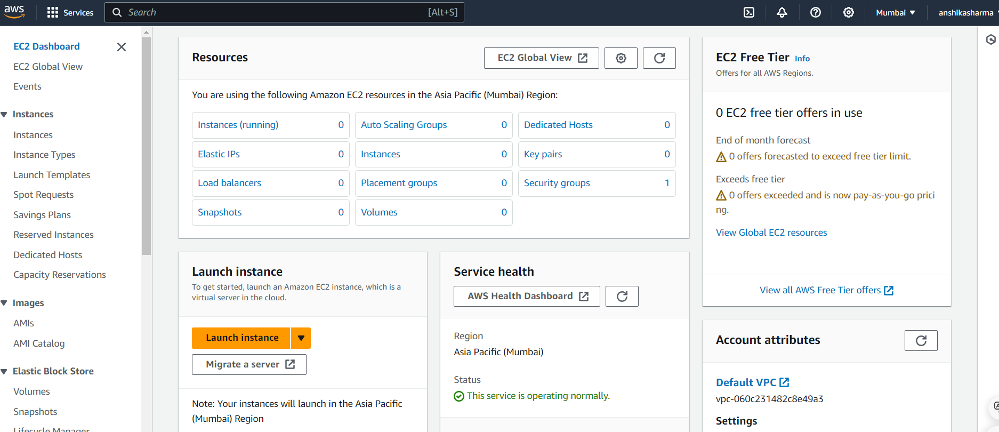 aws
Services
Search
[Alt+S]
Mumbai
anshikasharma
EC2 Dashboard
EC2 Global View
Events
Instances
Instances
Instance Types
Launch Templates
Spot Requests
Savings Plans
Reserved Instances
Dedicated Hosts
Capacity Reservations
Images
AMIs
AMI Catalog
Elastic Block Store
Volumes
Snapshots
Lifecycle Manager
Resources
EC2 Global View
You are using the following Amazon EC2 resources in the Asia Pacific (Mumbai) Region:
Instances (running) 0
Auto Scaling Groups 0
Dedicated Hosts 0
Elastic IPs 0
Instances 0
Key pairs 0
Load balancers 0
Placement groups 0
Security groups 1
Snapshots 0
Volumes 0
Launch instance
To get started, launch an Amazon EC2 instance, which is a
virtual server in the cloud.
Launch instance
Migrate a server
Note: Your instances will launch in the Asia Pacific
(Mumbai) Region
Service health
AWS Health Dashboard
Region
Asia Pacific (Mumbai)
Status
This service is operating normally.
EC2 Free Tier Info
Offers for all AWS Regions.
0 EC2 free tier offers in use
End of month forecast
0 offers forecasted to exceed free tier limit.
Exceeds free tier
0 offers exceeded and is now pay-as-you-go prici
ng.
View Global EC2 resources
View all AWS Free Tier offers
Account attributes
Default VPC
vpc-060c231482c8e49a3
Settings